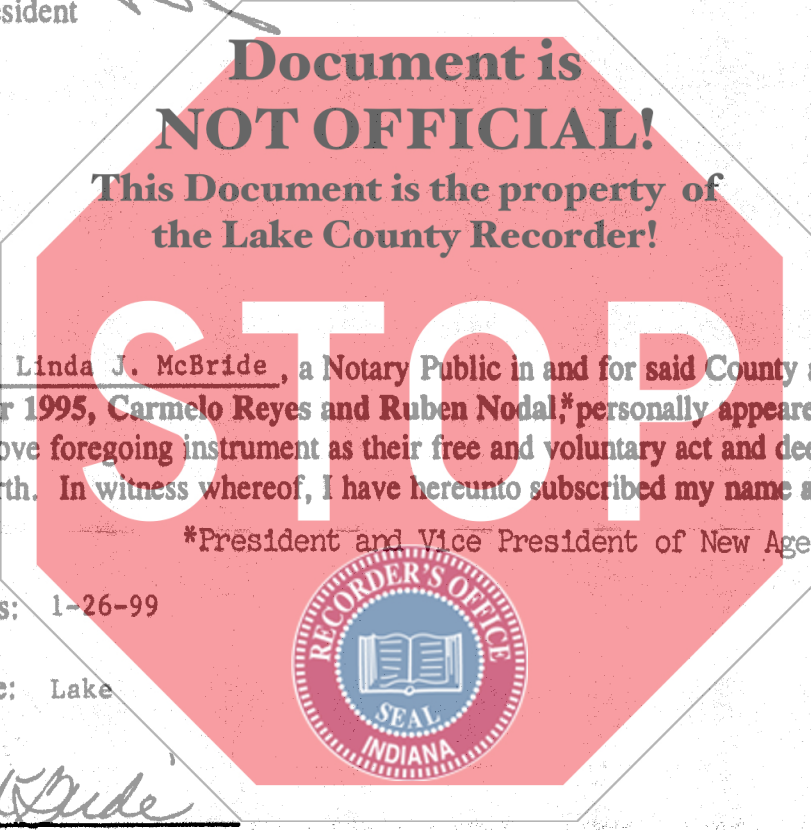 esident
Document is
NOT OFFICIAL!
This Document is the property of
the Lake County Recorder!
STOP
Linda J. McBride, a Notary Public in and for said County a
r 1995, Carmelo Reyes and Ruben Nodal,*personally appeare
ove foregoing instrument as their free and voluntary act and dee
rth. In witness whereof, I have hereunto subscribed my name a
*President and Vice President of New Age
RECORDER'S OFFICE
SEAL
INDIANA
s: 1-26-99
e: Lake